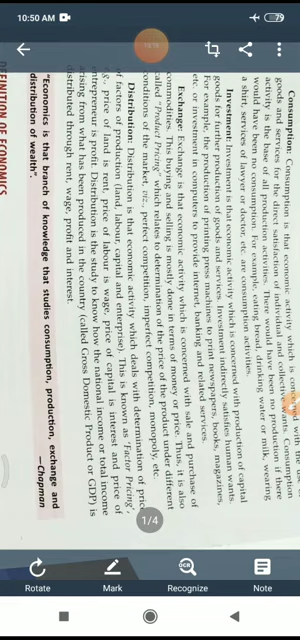 10:50 AM
79
1/4
Consumption: Consumption is that economic activity which is concerned with the use of
goods and services for the direct satisfaction of individual and collective wants. Consumption
activity is the base of all production activities. There would have been no production if there
would have been no consumption. For example, eating bread, drinking water or milk, wearing
a shirt, services of lawyer or doctor, etc. are consumption activities.
Investment: Investment is that economic activity which is concerned with production of capital
goods for further production of goods and services. Investment indirectly satisfies human wants.
For example, the production of printing press machines to print newspapers, books, magazines,
etc. or investment in computers to provide internet, banking and related services.
Exchange: Exchange is that economic activity which is concerned with sale and purchase of
commodities. This buying and selling is mostly done in terms of money or price. Thus, it is also
called "Product Pricing" which relates to determination of the price of the product under different
conditions of the market, viz., perfect competition, imperfect competition, monopoly, etc.
Distribution: Distribution is that economic activity which deals with determination of price
of factors of production (land, labour, capital and enterprise). This is known as "Factor Pricing",
e.g., price of land is rent, price of labour is wage, price of capital is interest and price of
entrepreneur is profit. Distribution is the study to know how the national income or total income
arising from what has been produced in the country (called Gross Domestic Product or GDP) is
distributed through rent, wage, profit and interest.
"Economics is that branch of knowledge that studies consumption, production, exchange and
distribution of wealth".
—Chapman
DEFINITION OF ECONOMICS
Rotate
Mark
OCR
Recognize
Note